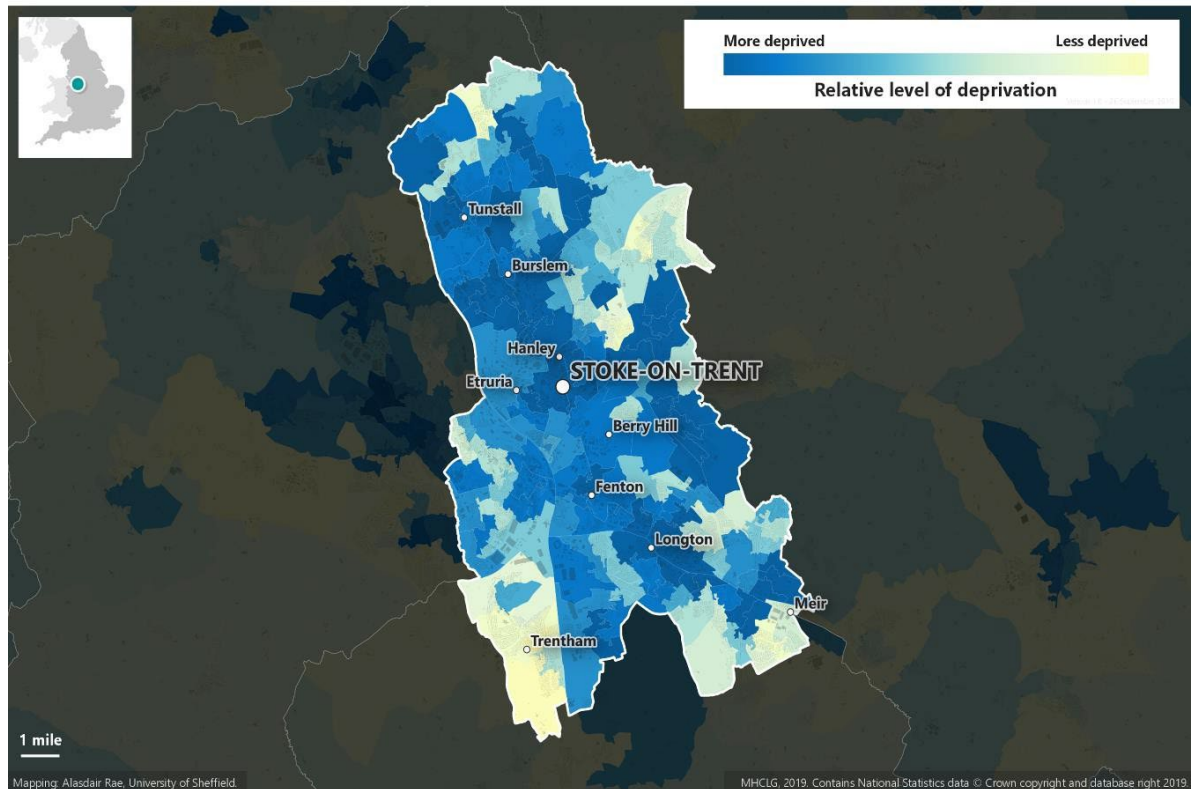 More deprived
Less deprived
Relative level of deprivation
Tunstall
Burslem
Hanley
STOKE-ON-TRENT
Etruria
Berry Hill
Fenton
Longton
Meir
Trentham
1 mile
Mapping: Alasdair Rae, University of Sheffield.
MHCLG, 2019. Contains National Statistics data © Crown copyright and database right 2019.